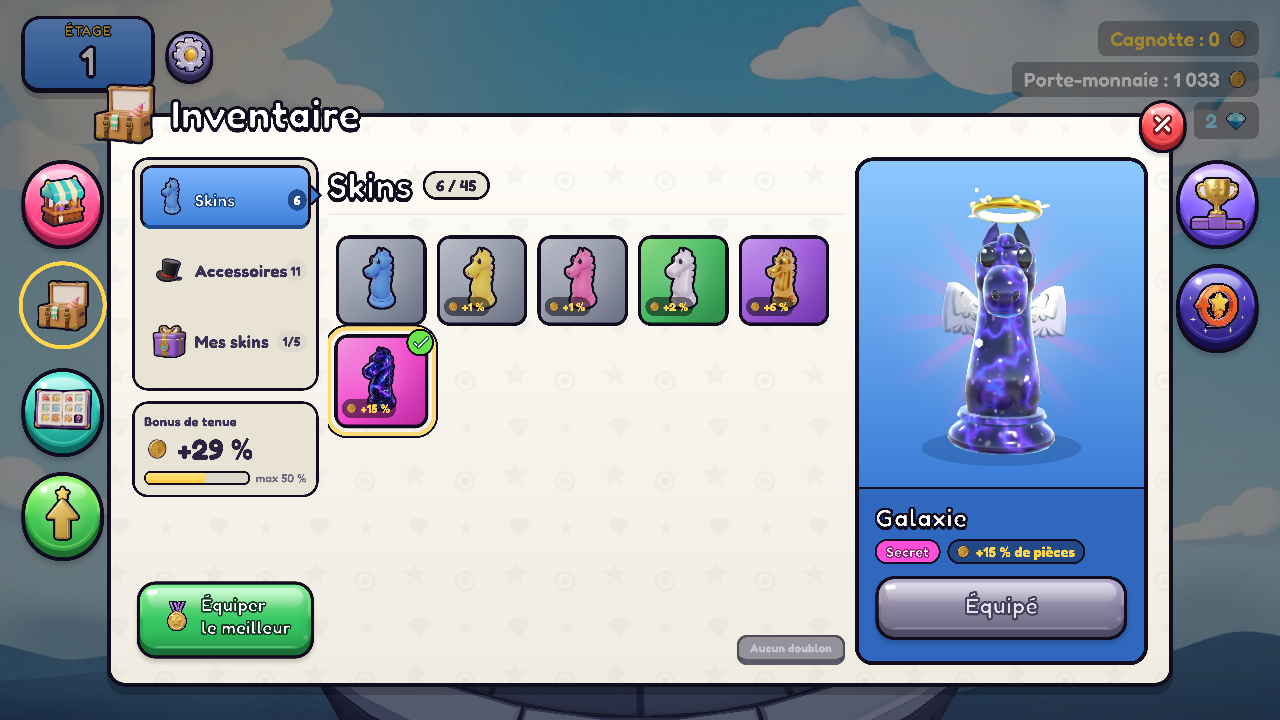 ÉTAGE
1
Cagnotte : 0
Porte-monnaie : 1 033
2
Inventaire
Skins
6
Accessoires 11
Mes skins 1/5
Bonus de tenue
+29 %
max 50 %
Équiper
le meilleur
Skins 6 / 45
+1 %
+1 %
+2 %
+5 %
+15 %
Aucun doublon
Galaxie
Secret
+15 % de pièces
Équipé